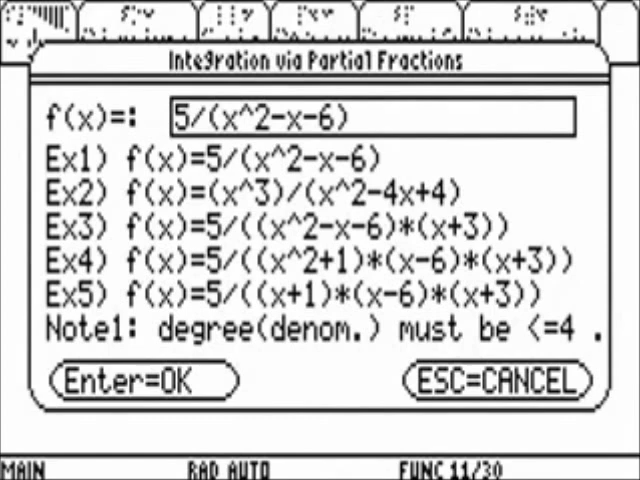 Integration via Partial Fractions
f(x)=: 5/(x^2-x-6)
Ex1) f(x)=5/(x^2-x-6)
Ex2) f(x)=(x^3)/(x^2-4x+4)
Ex3) f(x)=5/((x^2-x-6)*(x+3))
Ex4) f(x)=5/((x^2+1)*(x-6)*(x+3))
Ex5) f(x)=5/((x+1)*(x-6)*(x+3))
Note1: degree(denom.) must be <=4 .
Enter=OK ESC=CANCEL
MAIN RAD AUTO FUNC 11/30